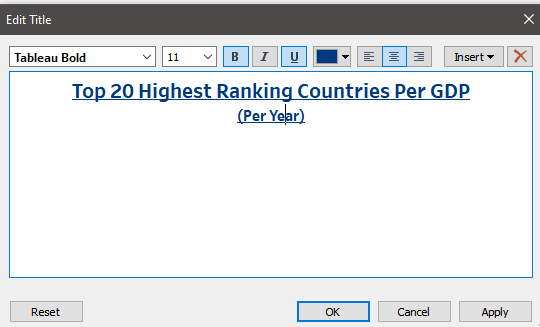 Edit Title
Tableau Bold 11 B I U Insert
Top 20 Highest Ranking Countries Per GDP
(Per Year)
Reset OK Cancel Apply